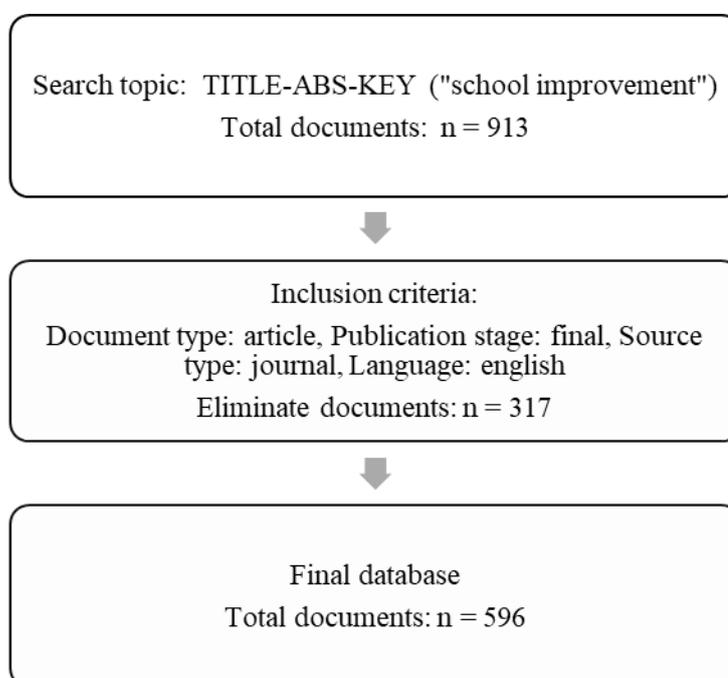 Search topic: TITLE-ABS-KEY ("school improvement")
Total documents: n = 913
Inclusion criteria:
Document type: article, Publication stage: final, Source
type: journal, Language: english
Eliminate documents: n = 317
Final database
Total documents: n = 596